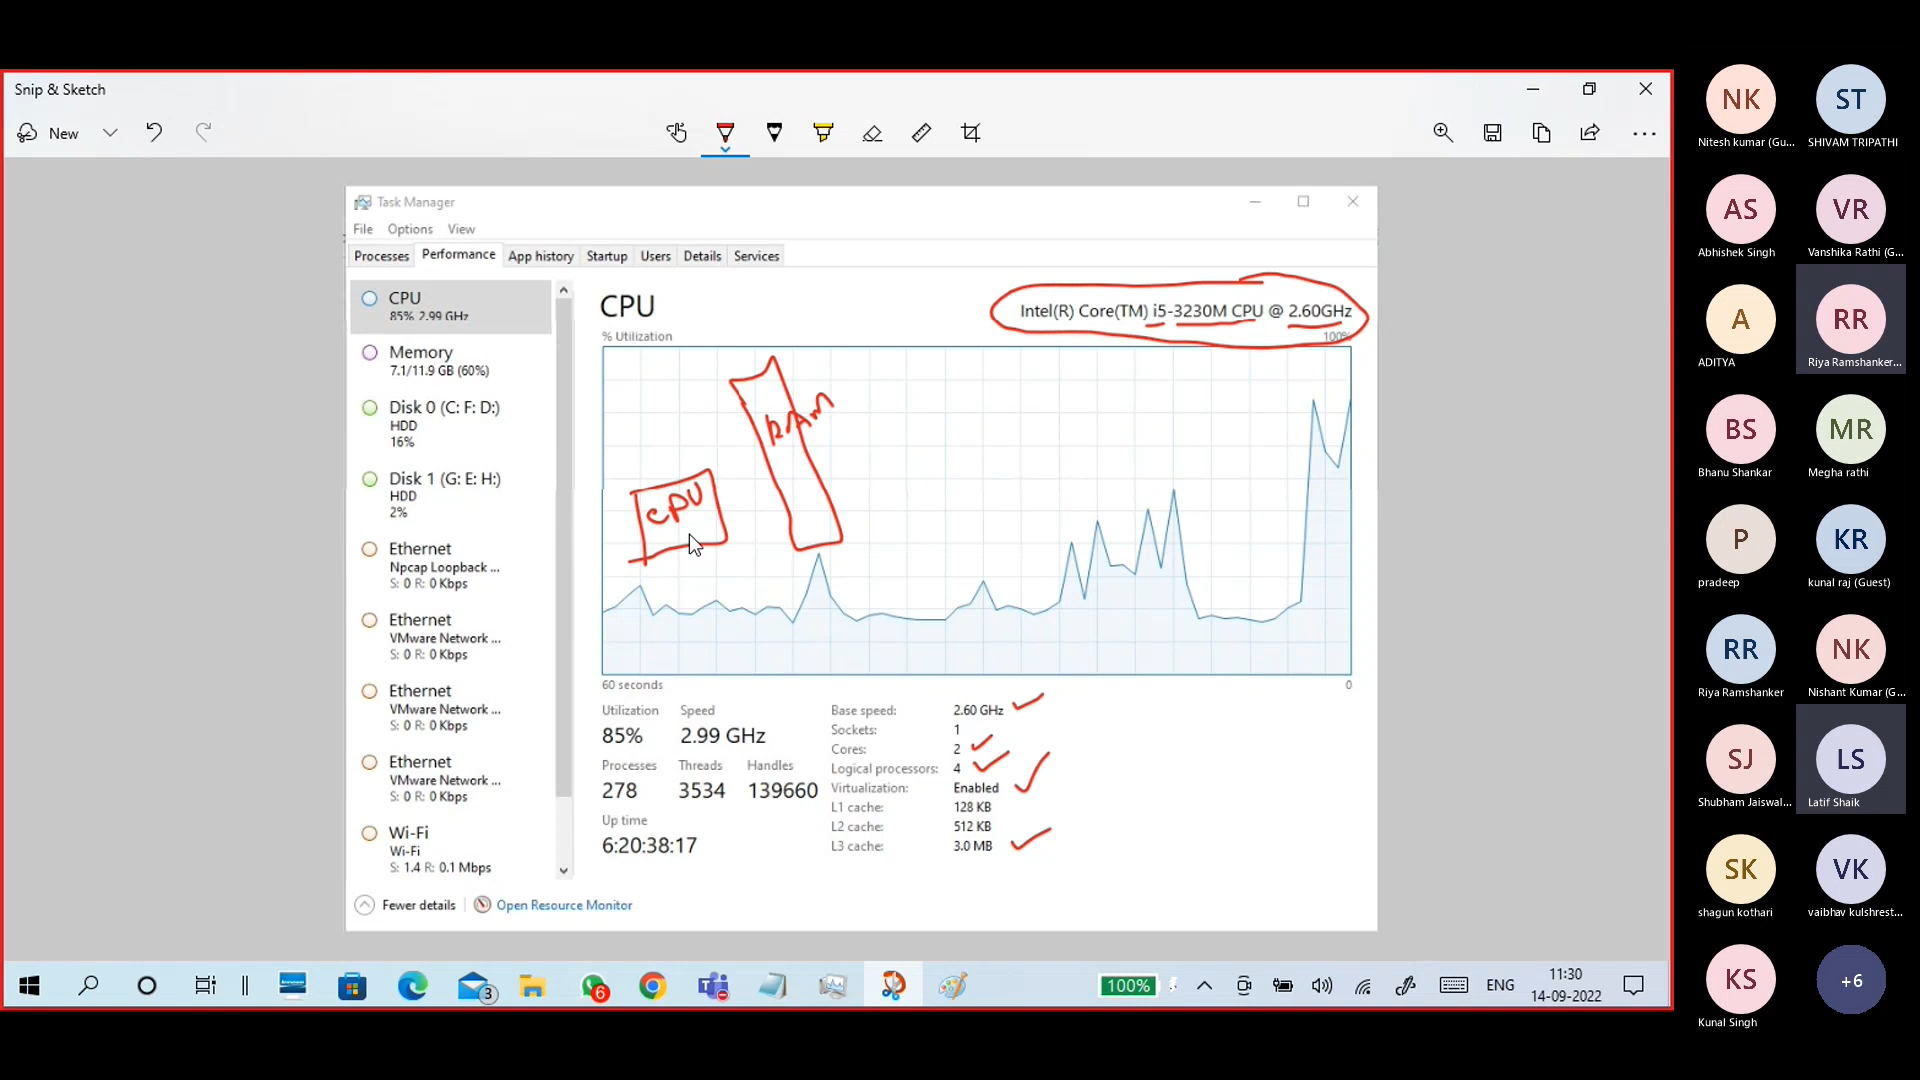 Snip & Sketch
New
Task Manager
File Options View
Processes Performance App history Startup Users Details Services
CPU
85% 2.99 GHz
Memory
7.1/11.9 GB (60%)
Disk 0 (C: F: D:)
HDD
16%
Disk 1 (G: E: H:)
HDD
2%
Ethernet
Npcap Loopback ...
S: 0 R: 0 Kbps
Ethernet
VMware Network ...
S: 0 R: 0 Kbps
Ethernet
VMware Network ...
S: 0 R: 0 Kbps
Ethernet
VMware Network ...
S: 0 R: 0 Kbps
Wi-Fi
Wi-Fi
S: 1.4 R: 0.1 Mbps
CPU
Intel(R) Core(TM) i5-3230M CPU @ 2.60GHz
% Utilization
100%
RAM
CPU
60 seconds
0
Utilization Speed
85% 2.99 GHz
Processes Threads Handles
278 3534 139660
Up time
6:20:38:17
Base speed: 2.60 GHz
Sockets: 1
Cores: 2
Logical processors: 4
Virtualization: Enabled
L1 cache: 128 KB
L2 cache: 512 KB
L3 cache: 3.0 MB
Fewer details
Open Resource Monitor
3
6
100%
ENG
11:30
14-09-2022
NK
Nitesh kumar (Gu...
ST
SHIVAM TRIPATHI
AS
Abhishek Singh
VR
Vanshika Rathi (G...
A
ADITYA
RR
Riya Ramshanker...
BS
Bhanu Shankar
MR
Megha rathi
P
pradeep
KR
kunal raj (Guest)
RR
Riya Ramshanker
NK
Nishant Kumar (G...
SJ
Shubham Jaiswal...
LS
Latif Shaik
SK
shagun kothari
VK
vaibhav kulshrest...
KS
Kunal Singh
+6